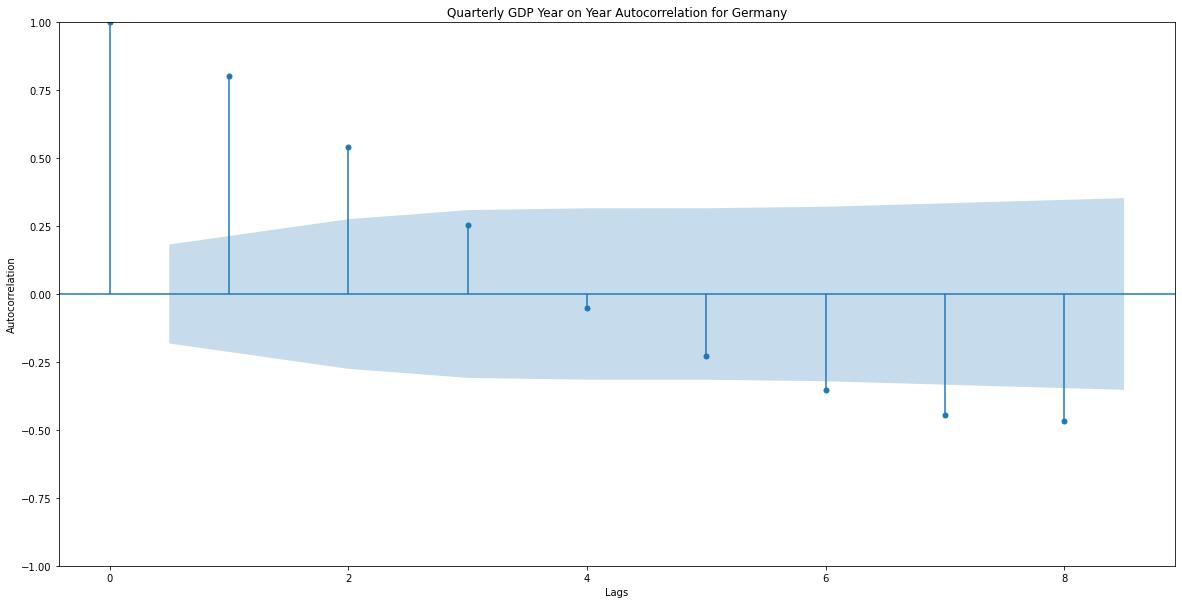 Quarterly GDP Year on Year Autocorrelation for Germany
1.00
0.75
0.50
0.25
0.00
−0.25
−0.50
−0.75
−1.00
Autocorrelation
0 2 4 6 8
Lags